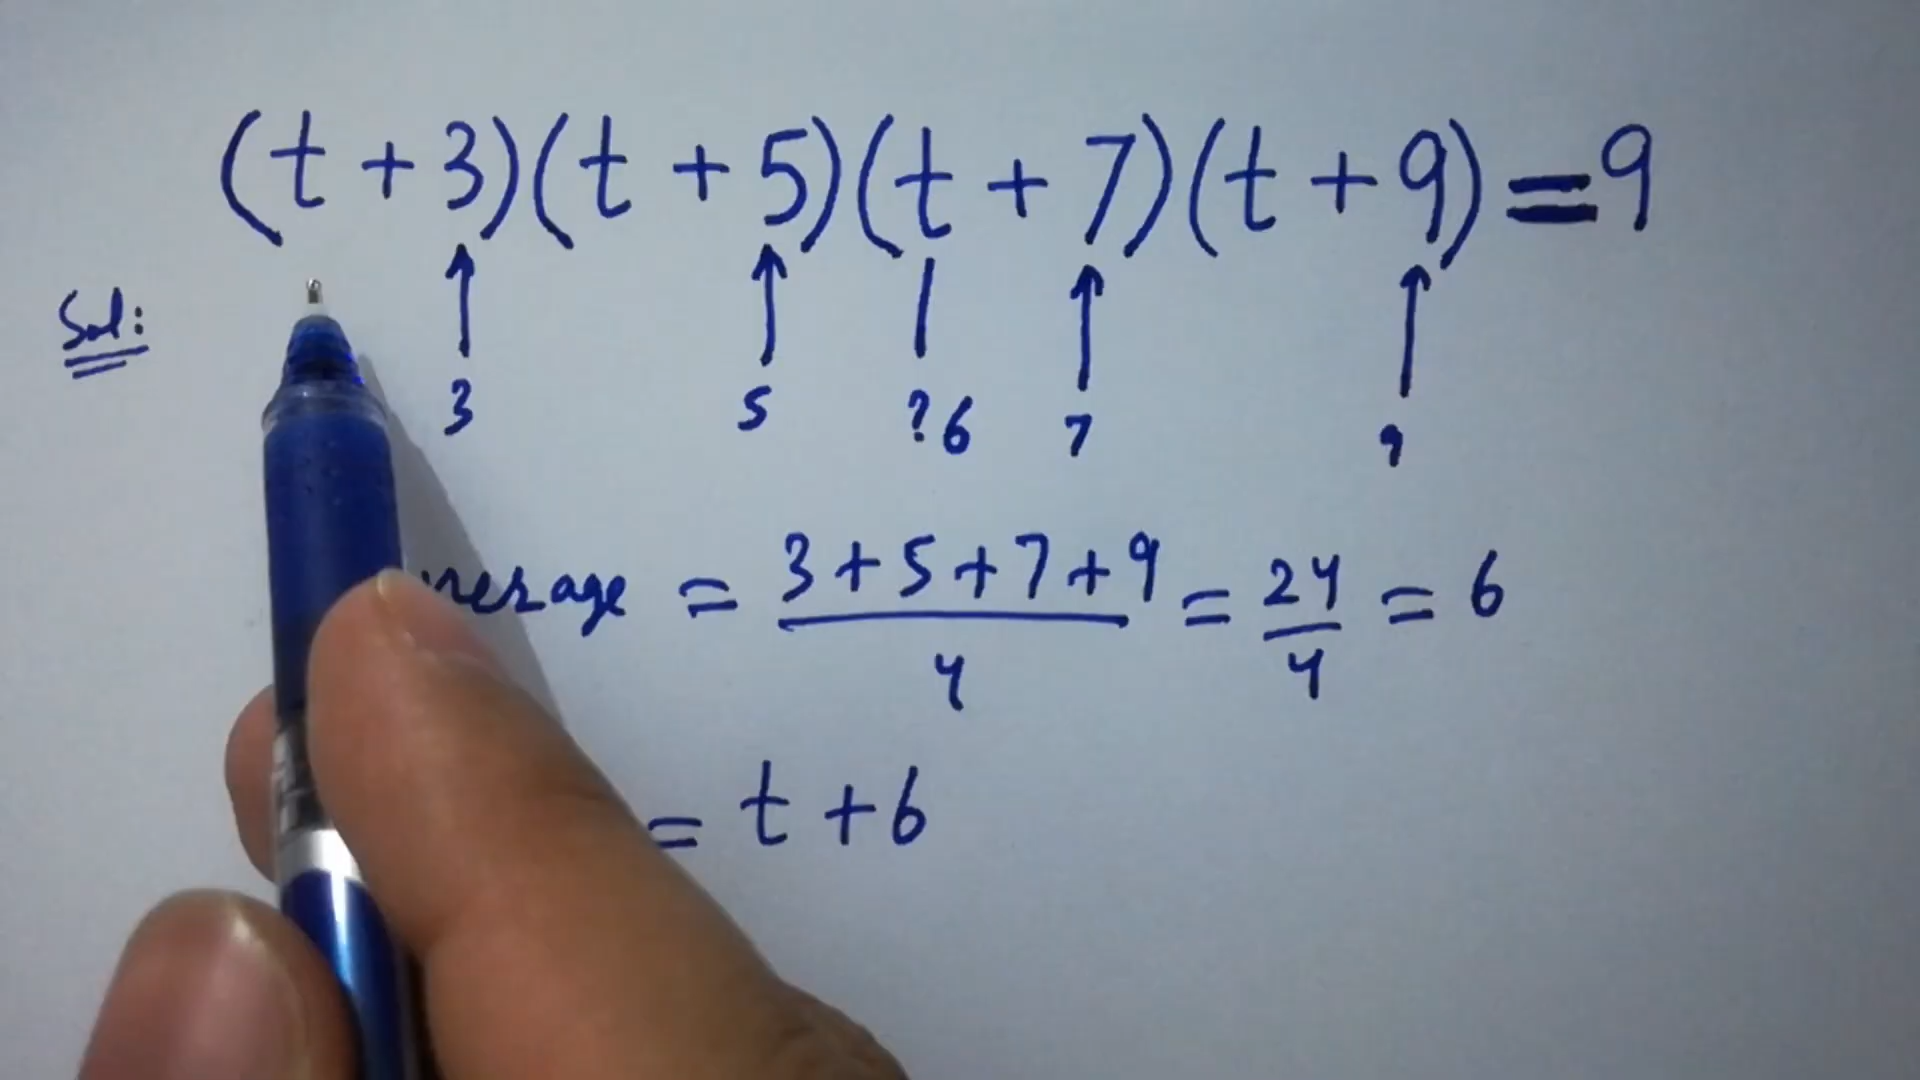 (t + 3)(t + 5)(t + 7)(t + 9) = 9
Sol:
3 5 ? 6 7 9
verage = 3 + 5 + 7 + 9 / 4 = 24 / 4 = 6
= t + 6